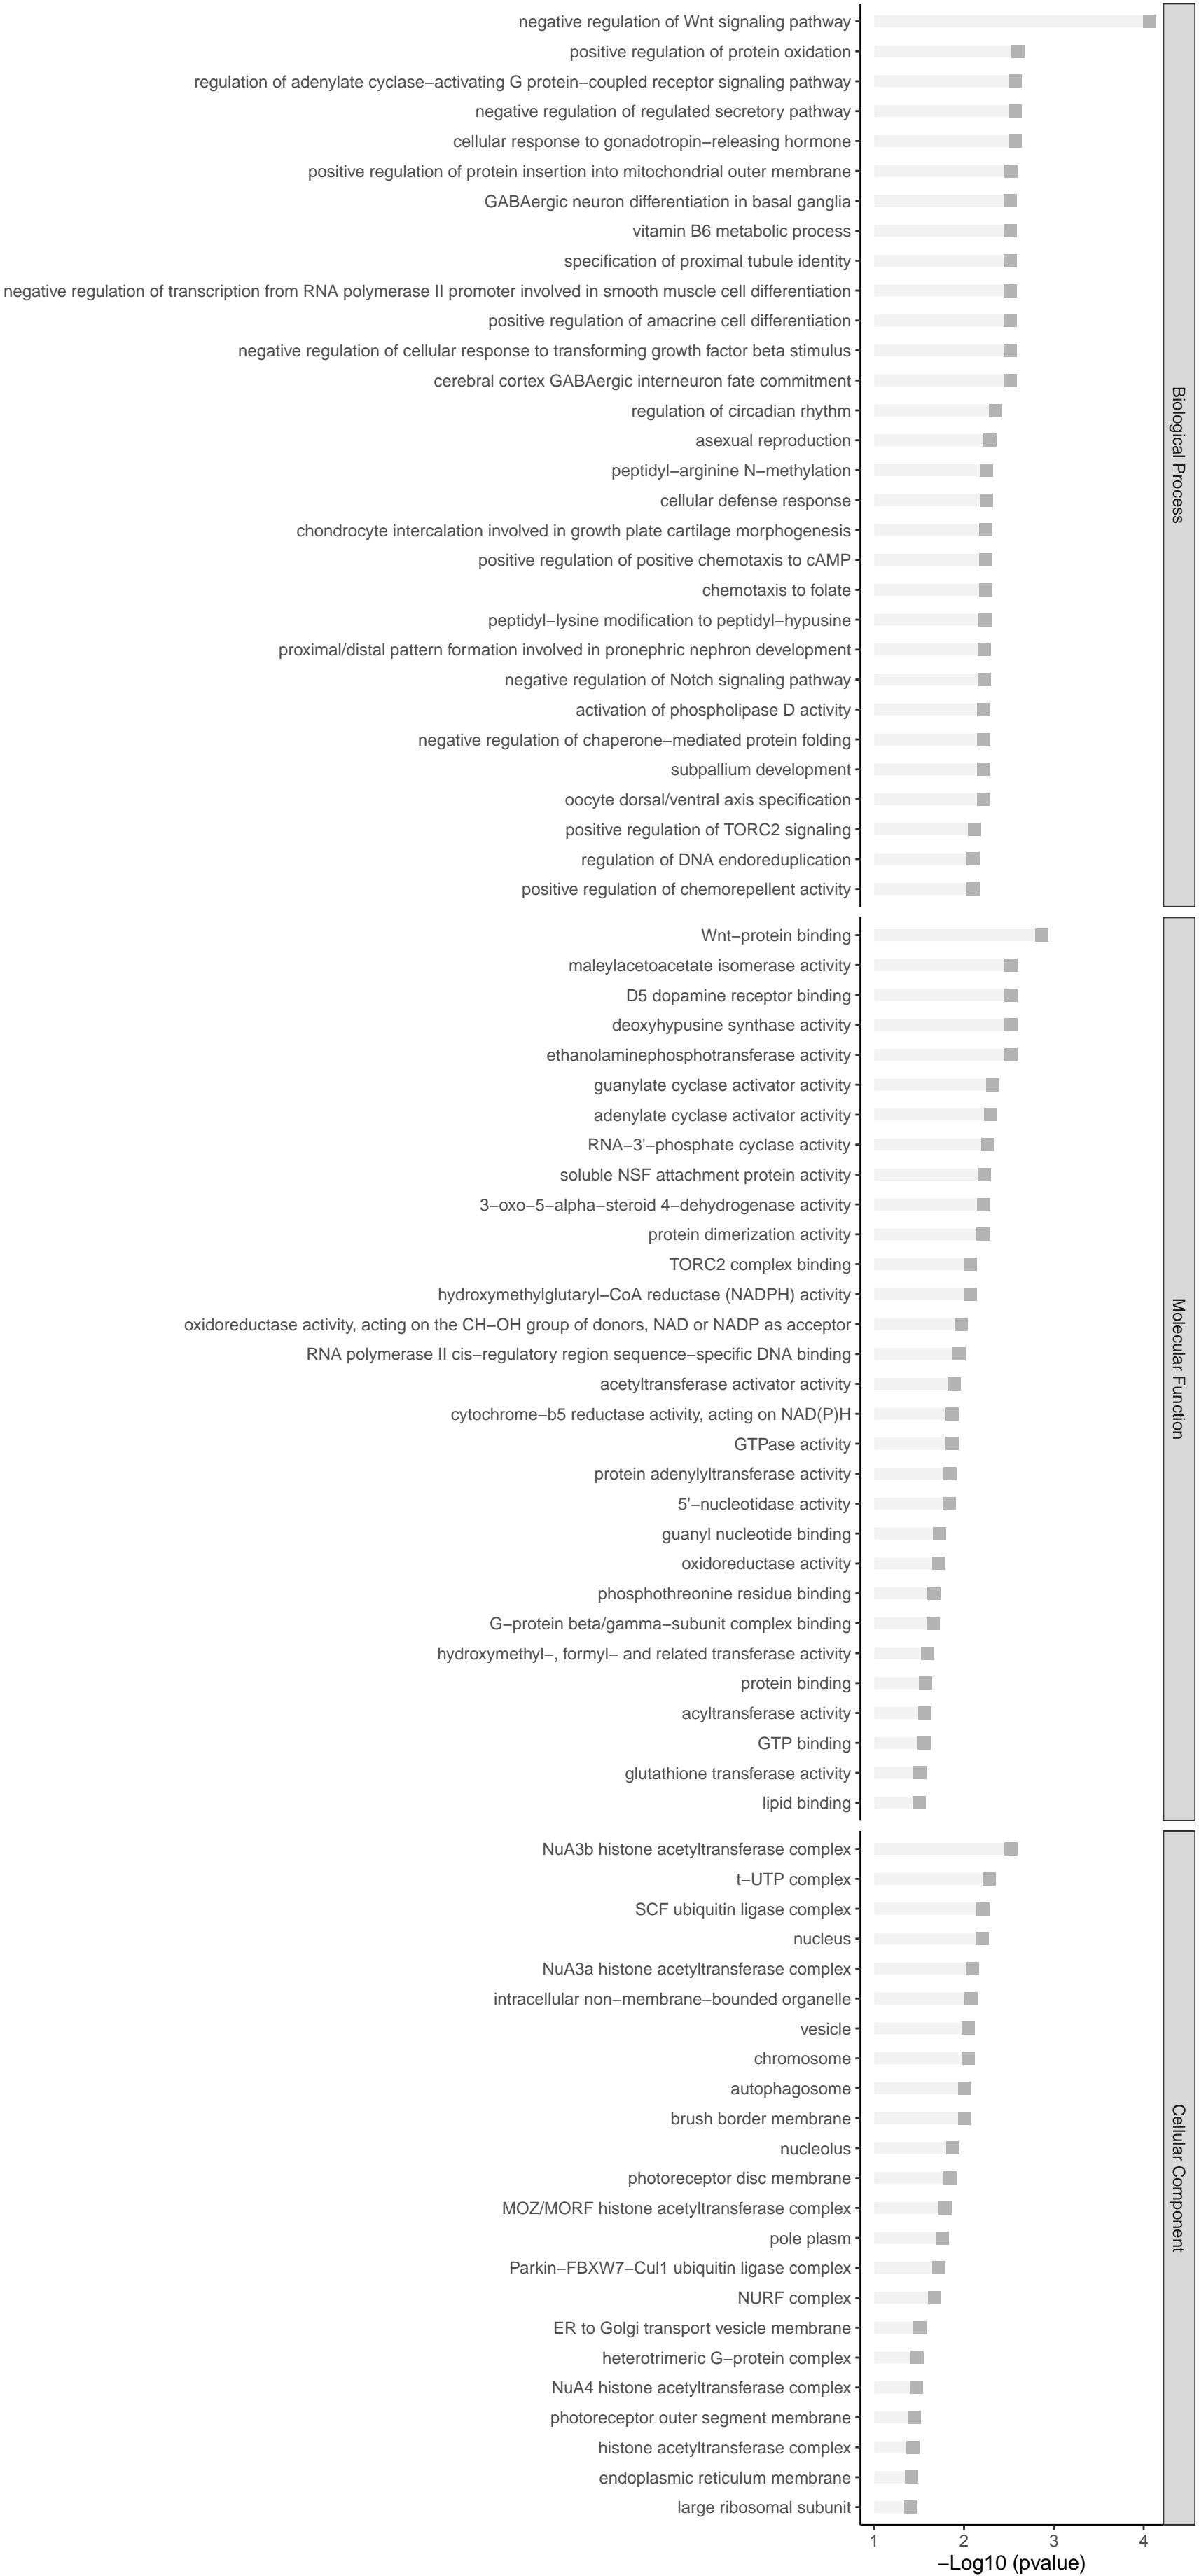 negative regulation of Wnt signaling pathway
positive regulation of protein oxidation
regulation of adenylate cyclase−activating G protein−coupled receptor signaling pathway
negative regulation of regulated secretory pathway
cellular response to gonadotropin−releasing hormone
positive regulation of protein insertion into mitochondrial outer membrane
GABAergic neuron differentiation in basal ganglia
vitamin B6 metabolic process
specification of proximal tubule identity
negative regulation of transcription from RNA polymerase II promoter involved in smooth muscle cell differentiation
positive regulation of amacrine cell differentiation
negative regulation of cellular response to transforming growth factor beta stimulus
cerebral cortex GABAergic interneuron fate commitment
regulation of circadian rhythm
asexual reproduction
peptidyl−arginine N−methylation
cellular defense response
chondrocyte intercalation involved in growth plate cartilage morphogenesis
positive regulation of positive chemotaxis to cAMP
chemotaxis to folate
peptidyl−lysine modification to peptidyl−hypusine
proximal/distal pattern formation involved in pronephric nephron development
negative regulation of Notch signaling pathway
activation of phospholipase D activity
negative regulation of chaperone−mediated protein folding
subpallium development
oocyte dorsal/ventral axis specification
positive regulation of TORC2 signaling
regulation of DNA endoreduplication
positive regulation of chemorepellent activity
Biological Process
Wnt−protein binding
maleylacetoacetate isomerase activity
D5 dopamine receptor binding
deoxyhypusine synthase activity
ethanolaminephosphotransferase activity
guanylate cyclase activator activity
adenylate cyclase activator activity
RNA−3'−phosphate cyclase activity
soluble NSF attachment protein activity
3−oxo−5−alpha−steroid 4−dehydrogenase activity
protein dimerization activity
TORC2 complex binding
hydroxymethylglutaryl−CoA reductase (NADPH) activity
oxidoreductase activity, acting on the CH−OH group of donors, NAD or NADP as acceptor
RNA polymerase II cis−regulatory region sequence−specific DNA binding
acetyltransferase activator activity
cytochrome−b5 reductase activity, acting on NAD(P)H
GTPase activity
protein adenylyltransferase activity
5'−nucleotidase activity
guanyl nucleotide binding
oxidoreductase activity
phosphothreonine residue binding
G−protein beta/gamma−subunit complex binding
hydroxymethyl−, formyl− and related transferase activity
protein binding
acyltransferase activity
GTP binding
glutathione transferase activity
lipid binding
Molecular Function
NuA3b histone acetyltransferase complex
t−UTP complex
SCF ubiquitin ligase complex
nucleus
NuA3a histone acetyltransferase complex
intracellular non−membrane−bounded organelle
vesicle
chromosome
autophagosome
brush border membrane
nucleolus
photoreceptor disc membrane
MOZ/MORF histone acetyltransferase complex
pole plasm
Parkin−FBXW7−Cul1 ubiquitin ligase complex
NURF complex
ER to Golgi transport vesicle membrane
heterotrimeric G−protein complex
NuA4 histone acetyltransferase complex
photoreceptor outer segment membrane
histone acetyltransferase complex
endoplasmic reticulum membrane
large ribosomal subunit
Cellular Component
1 2 3 4
−Log10 (pvalue)